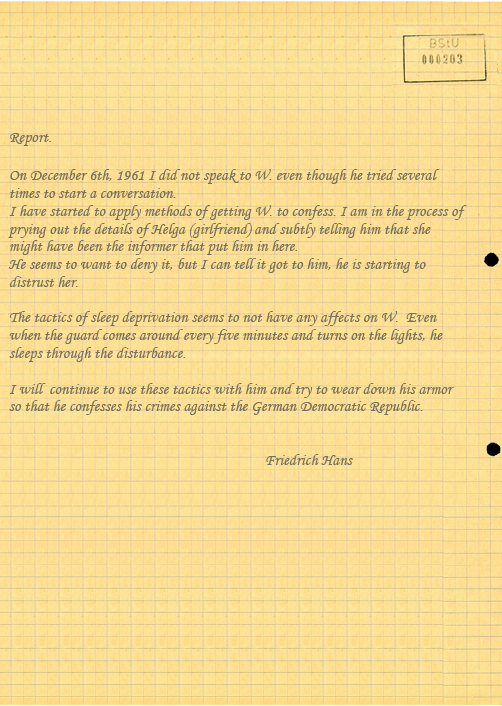 BStU
000203
Report.
On December 6th, 1961 I did not speak to W. even though he tried several
times to start a conversation.
I have started to apply methods of getting W. to confess. I am in the process of
prying out the details of Helga (girlfriend) and subtly telling him that she
might have been the informer that put him in here.
He seems to want to deny it, but I can tell it got to him, he is starting to
distrust her.
The tactics of sleep deprivation seems to not have any affects on W. Even
when the guard comes around every five minutes and turns on the lights, he
sleeps through the disturbance.
I will continue to use these tactics with him and try to wear down his armor
so that he confesses his crimes against the German Democratic Republic.
Friedrich Hans